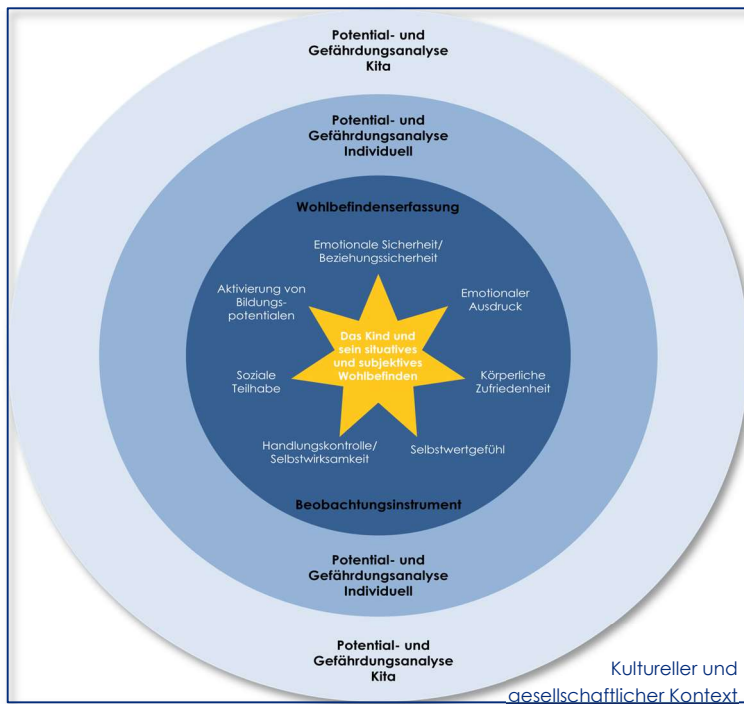 Potential- und
Gefährdungsanalyse
Kita
Potential- und
Gefährdungsanalyse
Individuell
Wohlbefindenserfassung
Emotionale Sicherheit/
Beziehungssicherheit
Aktivierung von
Bildungs-
potentialen
Emotionaler
Ausdruck
Das Kind und
sein situatives
und subjektives
Wohlbefinden
Soziale
Teilhabe
Körperliche
Zufriedenheit
Handlungskontrolle/
Selbstwirksamkeit
Selbstwertgefühl
Beobachtungsinstrument
Potential- und
Gefährdungsanalyse
Individuell
Potential- und
Gefährdungsanalyse
Kita
Kultureller und
gesellschaftlicher Kontext